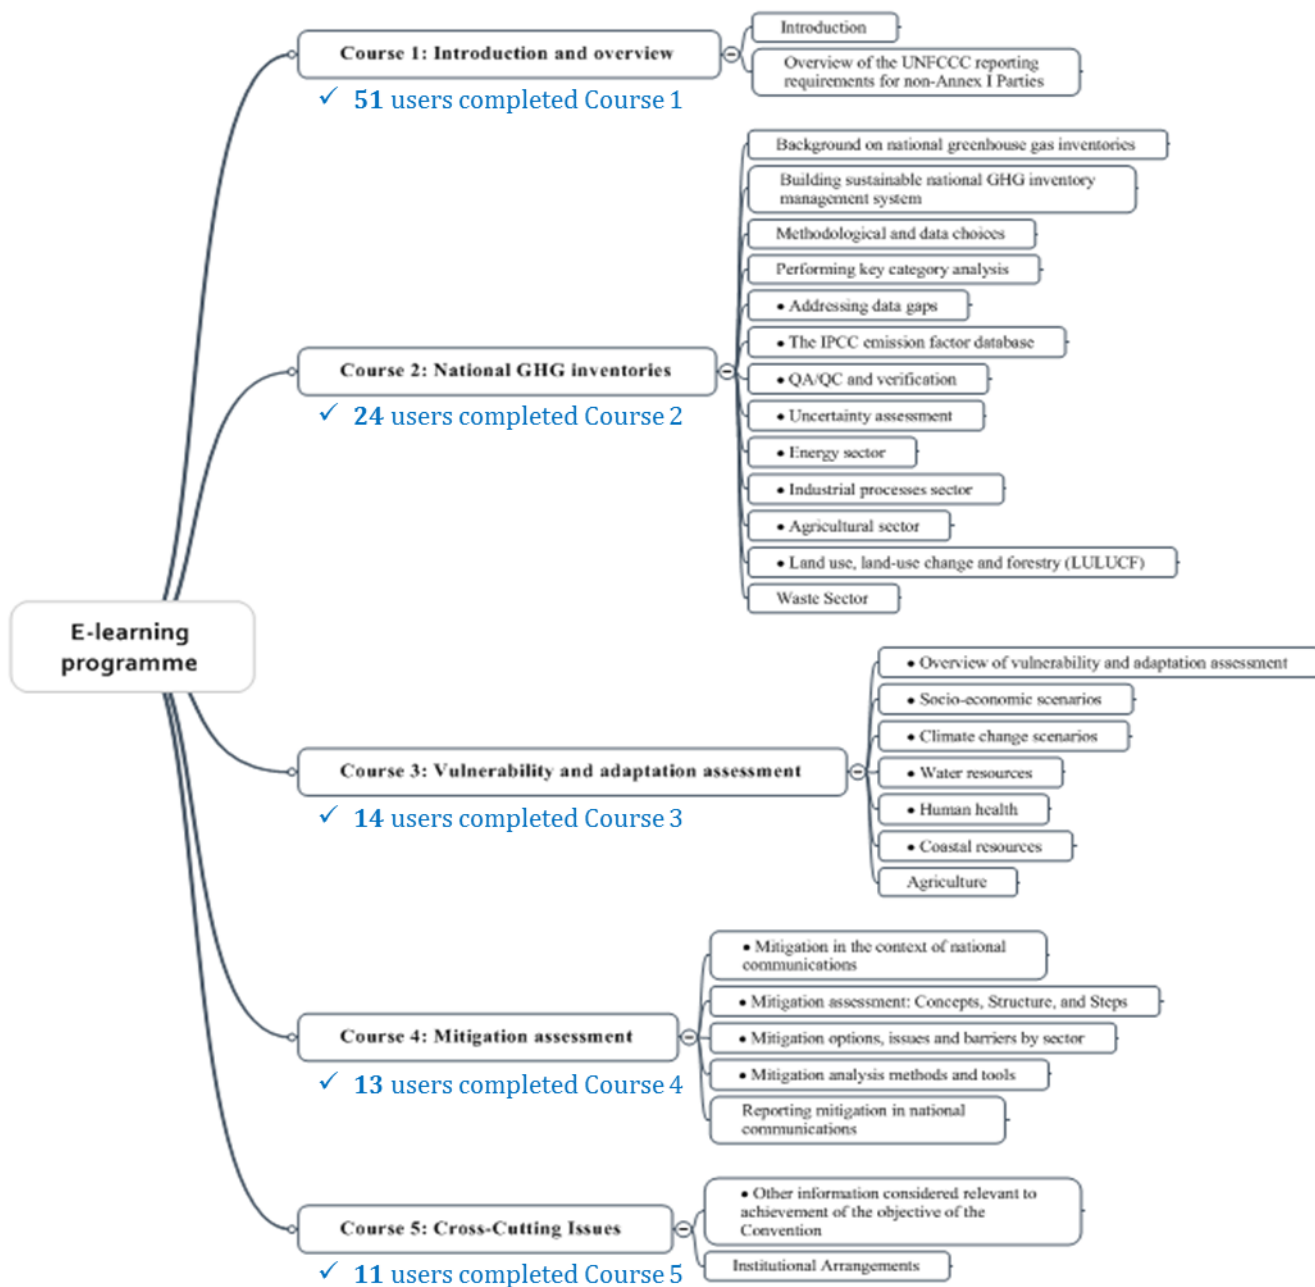 Course 1: Introduction and overview
✓ 51 users completed Course 1
Introduction
Overview of the UNFCCC reporting
requirements for non-Annex I Parties
Course 2: National GHG inventories
✓ 24 users completed Course 2
Background on national greenhouse gas inventories
Building sustainable national GHG inventory
management system
Methodological and data choices
Performing key category analysis
• Addressing data gaps
• The IPCC emission factor database
• QA/QC and verification
• Uncertainty assessment
• Energy sector
• Industrial processes sector
• Agricultural sector
• Land use, land-use change and forestry (LULUCF)
Waste Sector
E-learning
programme
Course 3: Vulnerability and adaptation assessment
✓ 14 users completed Course 3
• Overview of vulnerability and adaptation assessment
• Socio-economic scenarios
• Climate change scenarios
• Water resources
• Human health
• Coastal resources
Agriculture
Course 4: Mitigation assessment
✓ 13 users completed Course 4
• Mitigation in the context of national
communications
• Mitigation assessment: Concepts, Structure, and Steps
• Mitigation options, issues and barriers by sector
• Mitigation analysis methods and tools
Reporting mitigation in national
communications
Course 5: Cross-Cutting Issues
✓ 11 users completed Course 5
• Other information considered relevant to
achievement of the objective of the
Convention
Institutional Arrangements